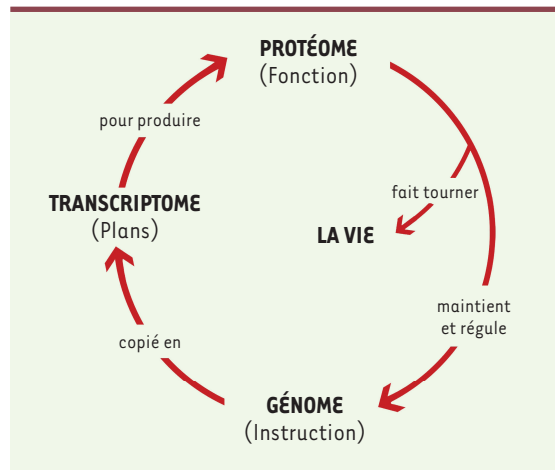 PROTÉOME
(Fonction)
pour produire
fait tourner
TRANSCRIPTOME
(Plans)
LA VIE
maintient
et régule
copié en
GÉNOME
(Instruction)